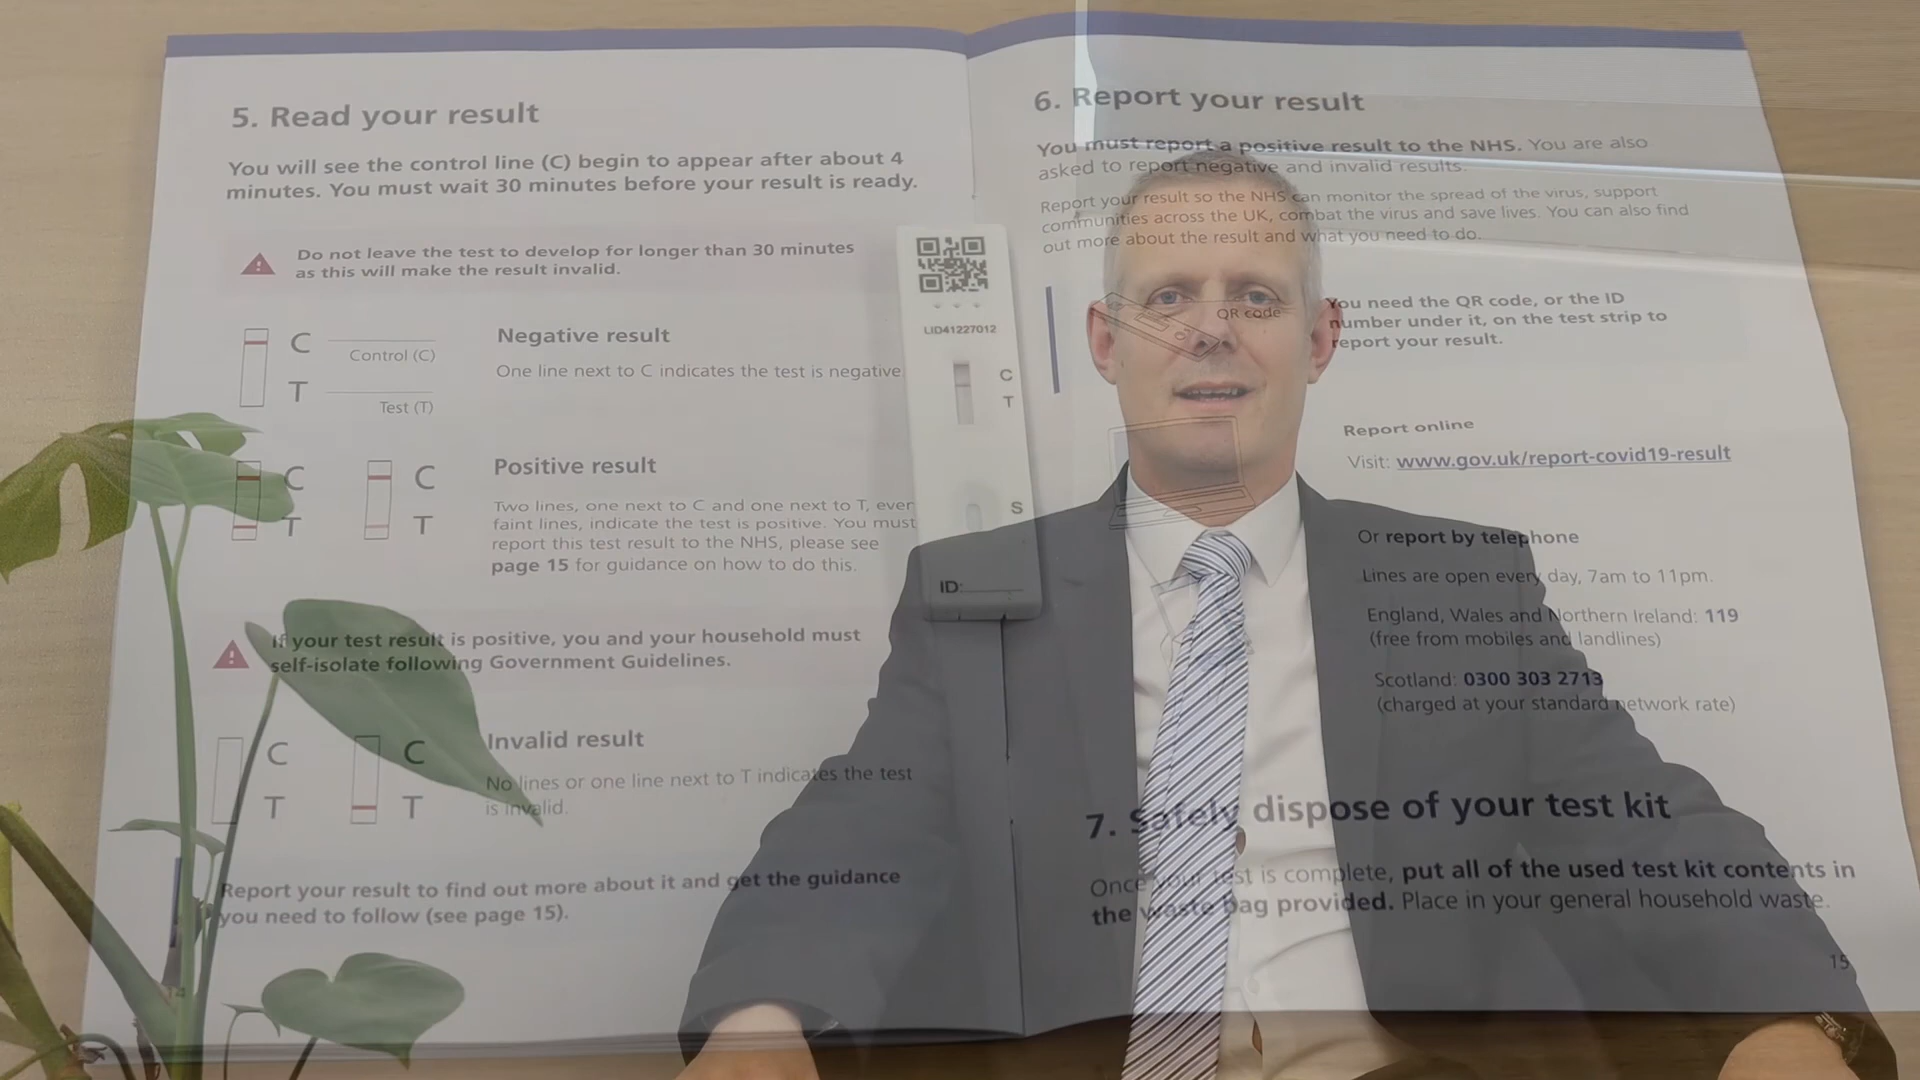 5. Read your result
You will see the control line (C) begin to appear after about 4
minutes. You must wait 30 minutes before your result is ready.
Do not leave the test to develop for longer than 30 minutes
as this will make the result invalid.
C
Control (C)
T
Test (T)
Negative result
One line next to C indicates the test is negative
C
T
C
T
Positive result
Two lines, one next to C and one next to T, even
faint lines, indicate the test is positive. You must
report this test result to the NHS, please see
page 15 for guidance on how to do this.
If your test result is positive, you and your household must
self-isolate following Government Guidelines.
C
T
C
T
Invalid result
No lines or one line next to T indicates the test
is invalid.
Report your result to find out more about it and get the guidance
you need to follow (see page 15).
14
LID41227012
C
T
S
ID:
6. Report your result
You must report a positive result to the NHS. You are also
asked to report negative and invalid results.
Report your result so the NHS can monitor the spread of the virus, support
communities across the UK, combat the virus and save lives. You can also find
out more about the result and what you need to do.
QR code
You need the QR code, or the ID
number under it, on the test strip to
report your result.
Report online
Visit: www.gov.uk/report-covid19-result
Or report by telephone
Lines are open every day, 7am to 11pm.
England, Wales and Northern Ireland: 119
(free from mobiles and landlines)
Scotland: 0300 303 2713
(charged at your standard network rate)
7. Safely dispose of your test kit
Once your test is complete, put all of the used test kit contents in
the waste bag provided. Place in your general household waste.
15